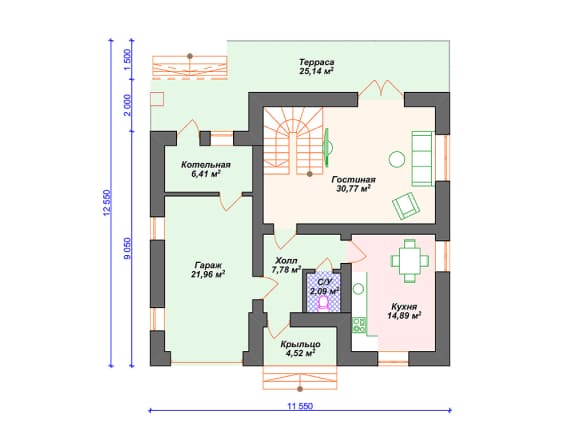 Терраса
25,14 м²
1 500
2 000
12 550
9 050
Котельная
6,41 м²
Гостиная
30,77 м²
Гараж
21,96 м²
Холл
7,78 м²
С/У
2,09 м²
Кухня
14,89 м²
Крыльцо
4,52 м²
11 550